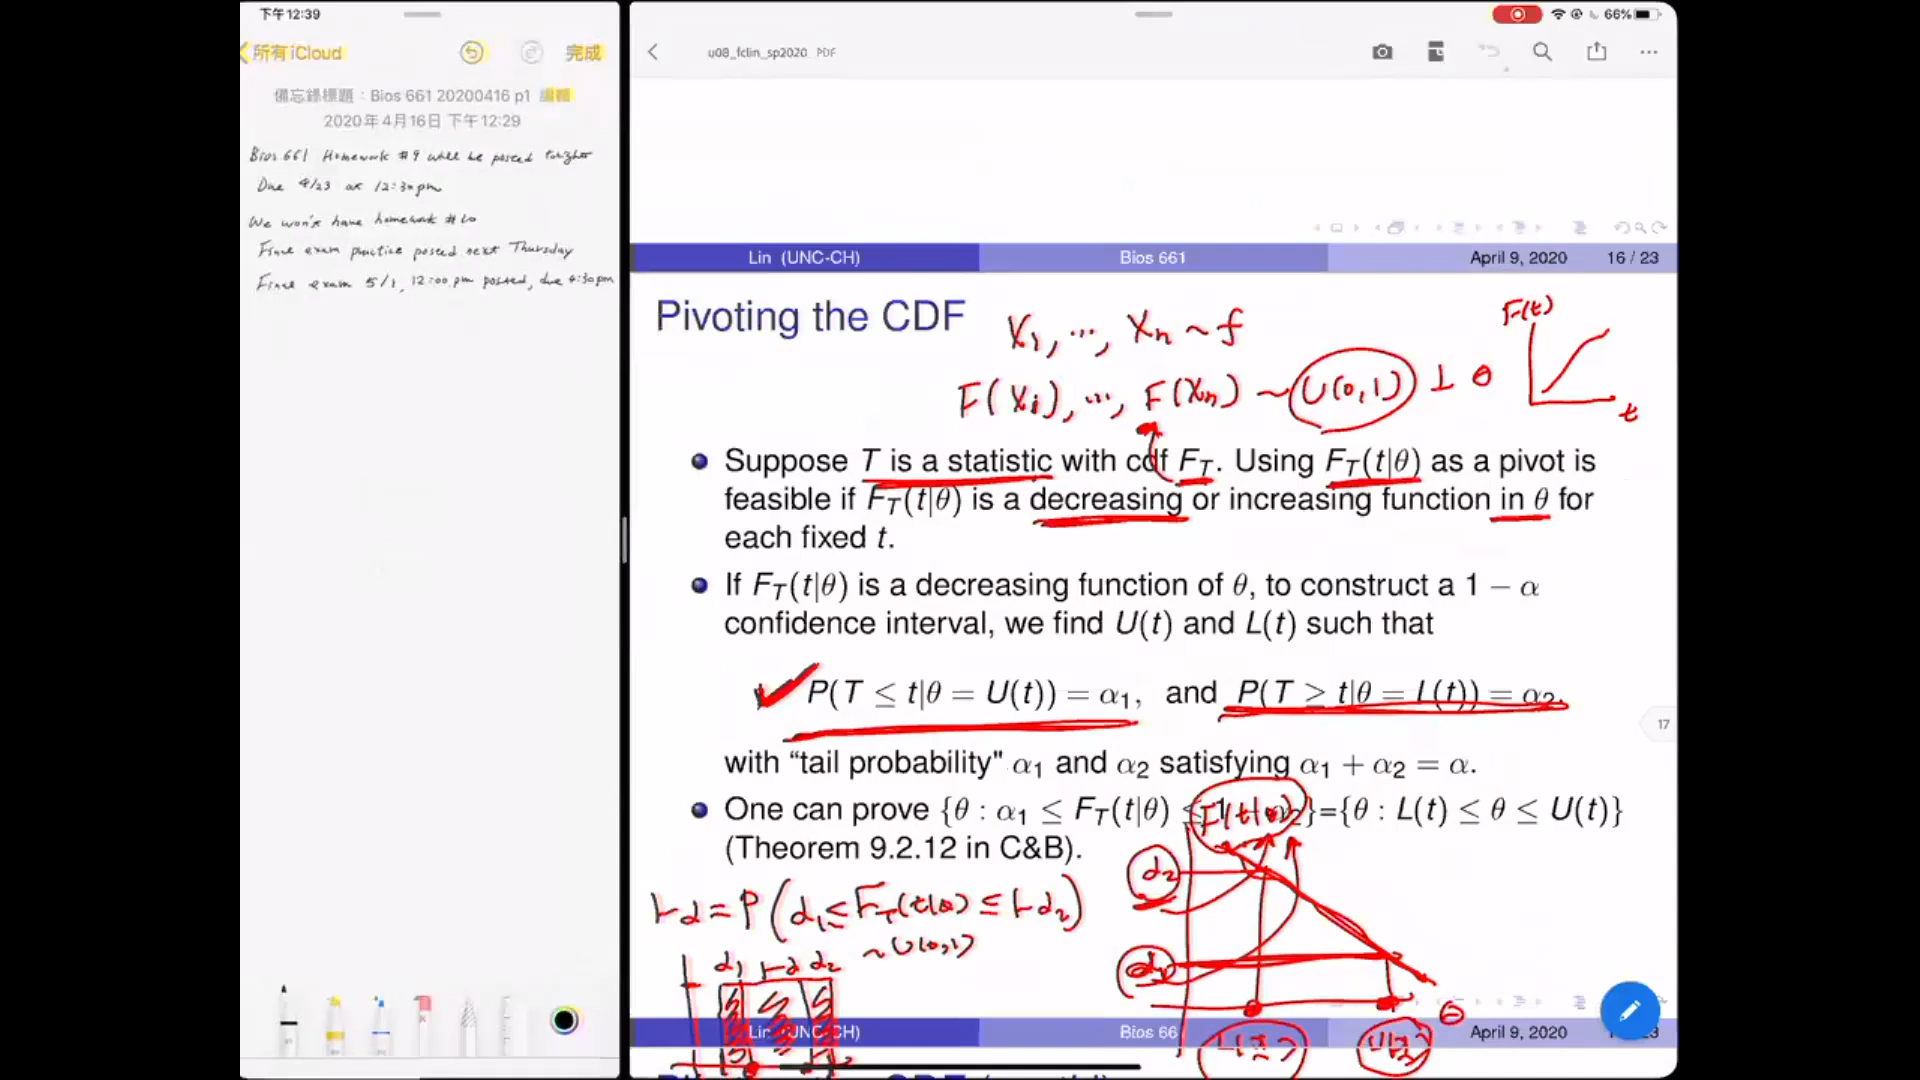 下午12:39
所有iCloud
完成
備忘錄標題：Bios 661 20200416 p1 編輯
2020年4月16日 下午12:29
Bios 661 Homework #9 will be posted tonight
Due 4/23 at 12:30pm
We won't have homework #10
Final exam practice posted next Thursday
Final exam 5/1, 12:00 pm posted, due 4:30pm
66%
u08_fclin_sp2020 PDF
Lin (UNC-CH) Bios 661 April 9, 2020 16 / 23
Pivoting the CDF
X₁, ..., Xn ~ f
F(X₁), ..., F(Xn) ~ U(0,1) ⊥ θ
F(t)
t
Suppose T is a statistic with cdf F_T. Using F_T(t|θ) as a pivot is
feasible if F_T(t|θ) is a decreasing or increasing function in θ for
each fixed t.
If F_T(t|θ) is a decreasing function of θ, to construct a 1 − α
confidence interval, we find U(t) and L(t) such that
P(T ≤ t|θ = U(t)) = α₁, and P(T ≥ t|θ = L(t)) = α₂,
17
with “tail probability" α₁ and α₂ satisfying α₁ + α₂ = α.
One can prove {θ : α₁ ≤ F_T(t|θ) ≤ 1 }={θ : L(t) ≤ θ ≤ U(t)}
(Theorem 9.2.12 in C&B).
F(t|θ)
1-α = P(α₁ ≤ F_T(t|θ) ≤ 1-α₂)
~U(0,1)
α₁ 1-α α₂
α₂
α₁
θ
Lin (UNC-CH) Bios 661 April 9, 2020